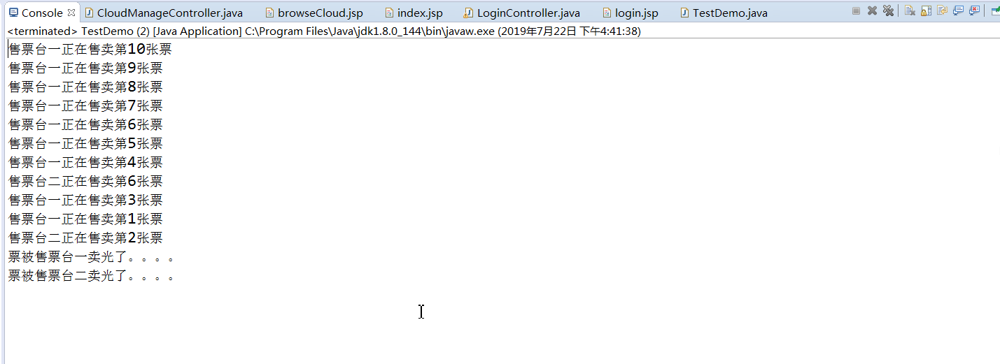 Console CloudManageController.java browseCloud.jsp index.jsp LoginController.java login.jsp TestDemo.java
<terminated> TestDemo (2) [Java Application] C:\Program Files\Java\jdk1.8.0_144\bin\javaw.exe (2019年7月22日 下午4:41:38)
售票台一正在售卖第10张票
售票台一正在售卖第9张票
售票台一正在售卖第8张票
售票台一正在售卖第7张票
售票台一正在售卖第6张票
售票台一正在售卖第5张票
售票台一正在售卖第4张票
售票台二正在售卖第6张票
售票台一正在售卖第3张票
售票台一正在售卖第1张票
售票台二正在售卖第2张票
票被售票台一卖光了。。。。
票被售票台二卖光了。。。。